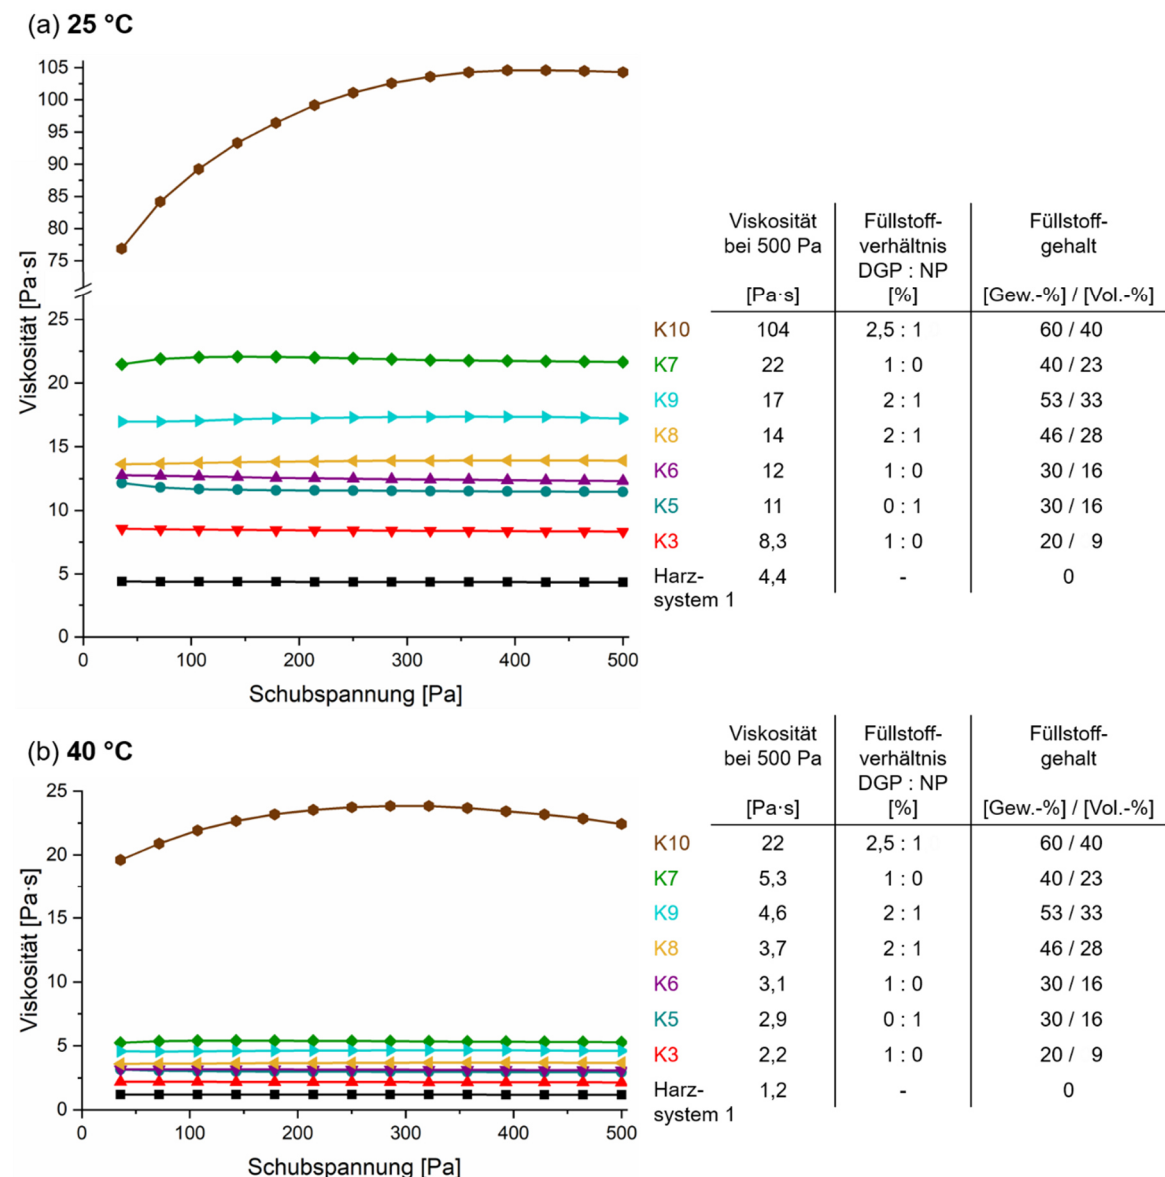 (a) 25 °C
105
100
95
90
85
80
75
25
20
15
10
5
0
Viskosität [Pa·s]
0 100 200 300 400 500
Schubspannung [Pa]
Viskosität Füllstoff- Füllstoff-
bei 500 Pa verhältnis gehalt
DGP : NP
[Pa·s] [%] [Gew.-%] / [Vol.-%]
K10 104 2,5 : 1 60 / 40
K7 22 1 : 0 40 / 23
K9 17 2 : 1 53 / 33
K8 14 2 : 1 46 / 28
K6 12 1 : 0 30 / 16
K5 11 0 : 1 30 / 16
K3 8,3 1 : 0 20 / 9
Harz- 4,4 - 0
system 1
(b) 40 °C
25
20
15
10
5
0
Viskosität [Pa·s]
0 100 200 300 400 500
Schubspannung [Pa]
Viskosität Füllstoff- Füllstoff-
bei 500 Pa verhältnis gehalt
DGP : NP
[Pa·s] [%] [Gew.-%] / [Vol.-%]
K10 22 2,5 : 1 60 / 40
K7 5,3 1 : 0 40 / 23
K9 4,6 2 : 1 53 / 33
K8 3,7 2 : 1 46 / 28
K6 3,1 1 : 0 30 / 16
K5 2,9 0 : 1 30 / 16
K3 2,2 1 : 0 20 / 9
Harz- 1,2 - 0
system 1